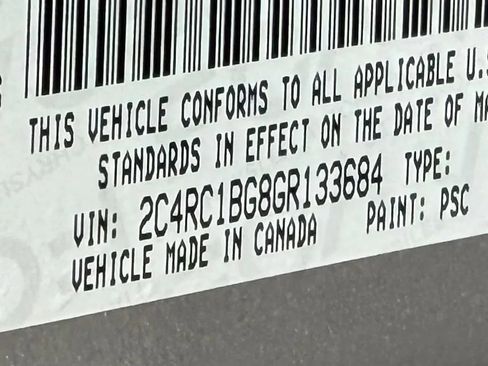 THIS VEHICLE CONFORMS TO ALL APPLICABLE U.S
STANDARDS IN EFFECT ON THE DATE OF MA
VIN: 2C4RC1BG8GR133684 TYPE:
VEHICLE MADE IN CANADA PAINT: PSC